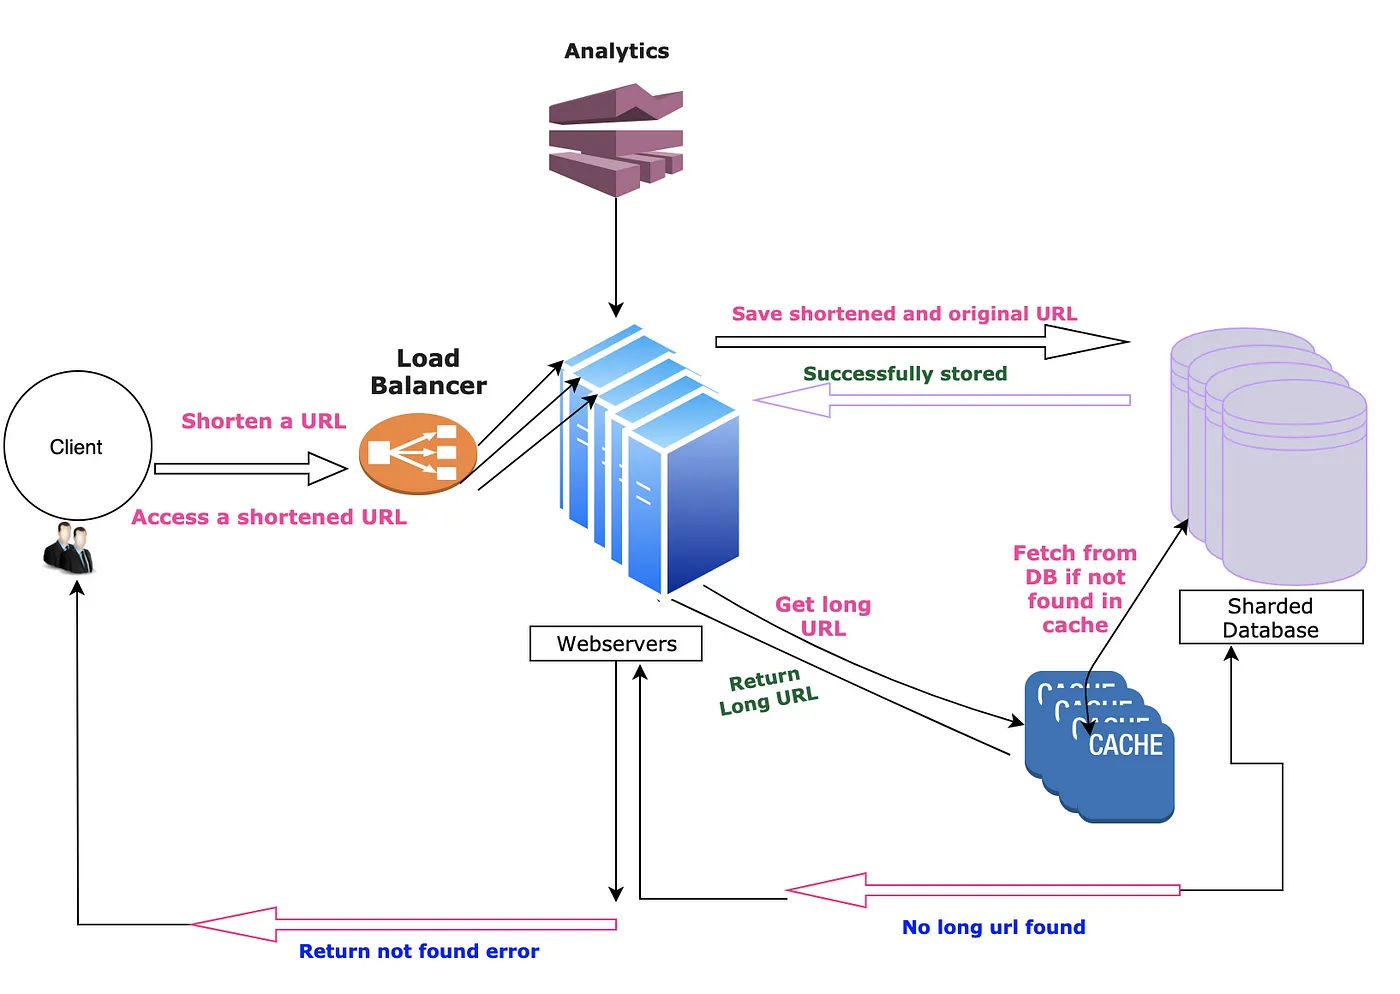 Analytics
Save shortened and original URL
Load
Balancer
Successfully stored
Shorten a URL
Client
Access a shortened URL
Fetch from
DB if not
found in
cache
Get long
URL
Sharded
Database
Webservers
Return
Long URL
CACHE
CACHE
CACHE
CACHE
No long url found
Return not found error